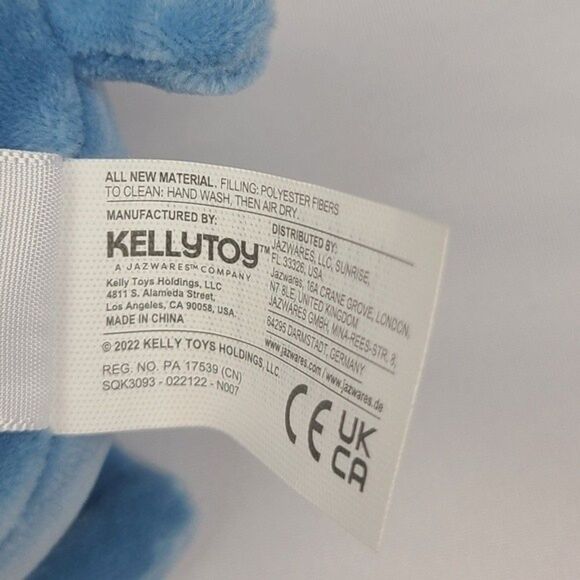 ALL NEW MATERIAL. FILLING: POLYESTER FIBERS
TO CLEAN: HAND WASH, THEN AIR DRY.
MANUFACTURED BY:
KELLYTOY™
A JAZWARES™ COMPANY
Kelly Toys Holdings, LLC
4811 S. Alameda Street,
Los Angeles, CA 90058, USA.
MADE IN CHINA
DISTRIBUTED BY:
JAZWARES, LLC, SUNRISE,
FL 33326, USA
Jazwares, 16A CRANE GROVE, LONDON,
N7 8LE, UNITED KINGDOM
JAZWARES GMBH, MINA-REES-STR. 8,
64295 DARMSTADT, GERMANY
www.jazwares.com / www.jazwares.de
© 2022 KELLY TOYS HOLDINGS, LLC.
REG. NO. PA 17539 (CN)
SQK3093 - 022122 - N007
CE
UK
CA